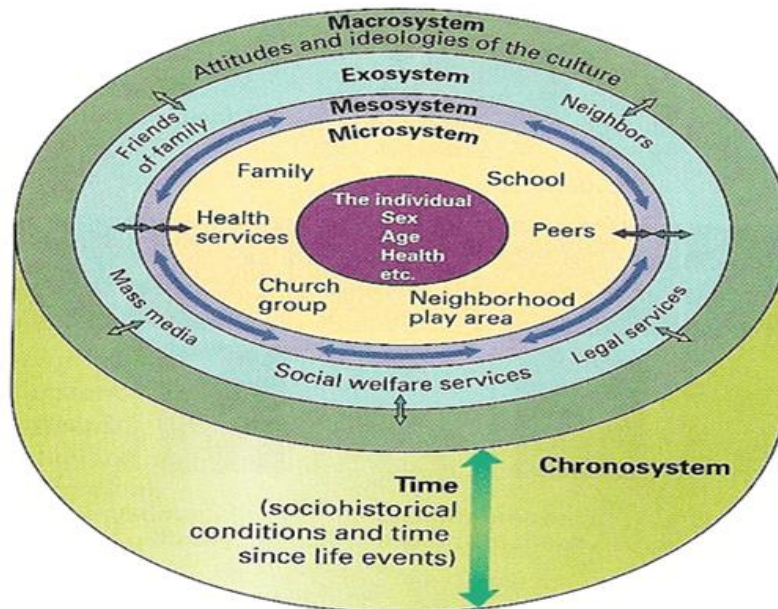 Macrosystem
Attitudes and ideologies of the culture
Exosystem
Mesosystem
Microsystem
Friends
of family
Neighbors
Family
School
The individual
Sex
Age
Health
etc.
Health
services
Peers
Church
group
Neighborhood
play area
Mass media
Social welfare services
Legal services
Chronosystem
Time
(sociohistorical
conditions and time
since life events)